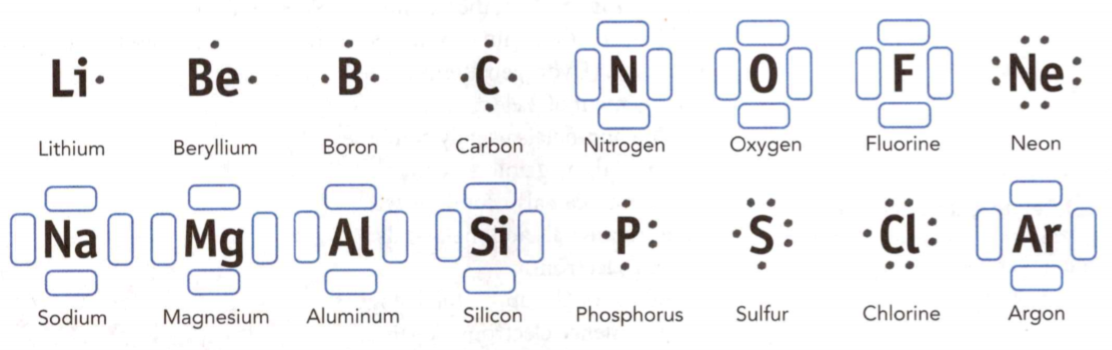 Li Be B C N O F Ne
Lithium Beryllium Boron Carbon Nitrogen Oxygen Fluorine Neon
Na Mg Al Si P S Cl Ar
Sodium Magnesium Aluminum Silicon Phosphorus Sulfur Chlorine Argon